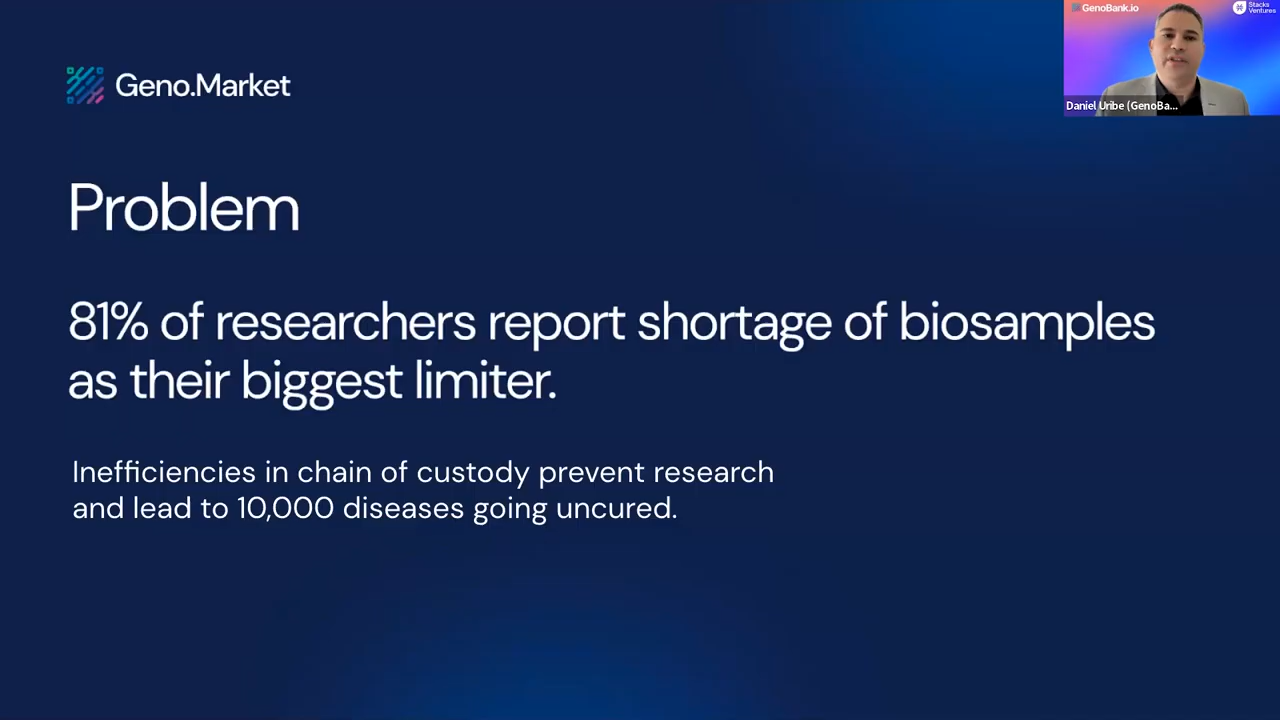 GenoBank.io
Stacks
Ventures
Geno.Market
Daniel Uribe (GenoBa...
Problem
81% of researchers report shortage of biosamples
as their biggest limiter.
Inefficiencies in chain of custody prevent research
and lead to 10,000 diseases going uncured.